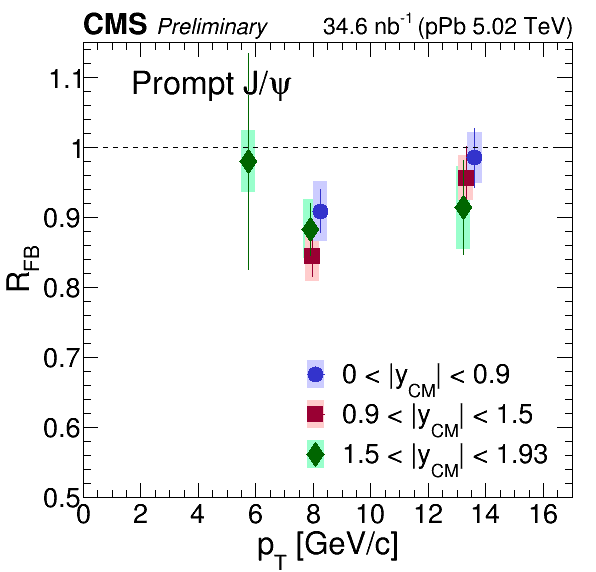 CMS Preliminary 34.6 nb⁻¹ (pPb 5.02 TeV)
Prompt J/ψ
1.1
1
0.9
0.8
0.7
0.6
0.5
R_FB
0 < |y_CM| < 0.9
0.9 < |y_CM| < 1.5
1.5 < |y_CM| < 1.93
0 2 4 6 8 10 12 14 16
p_T [GeV/c]